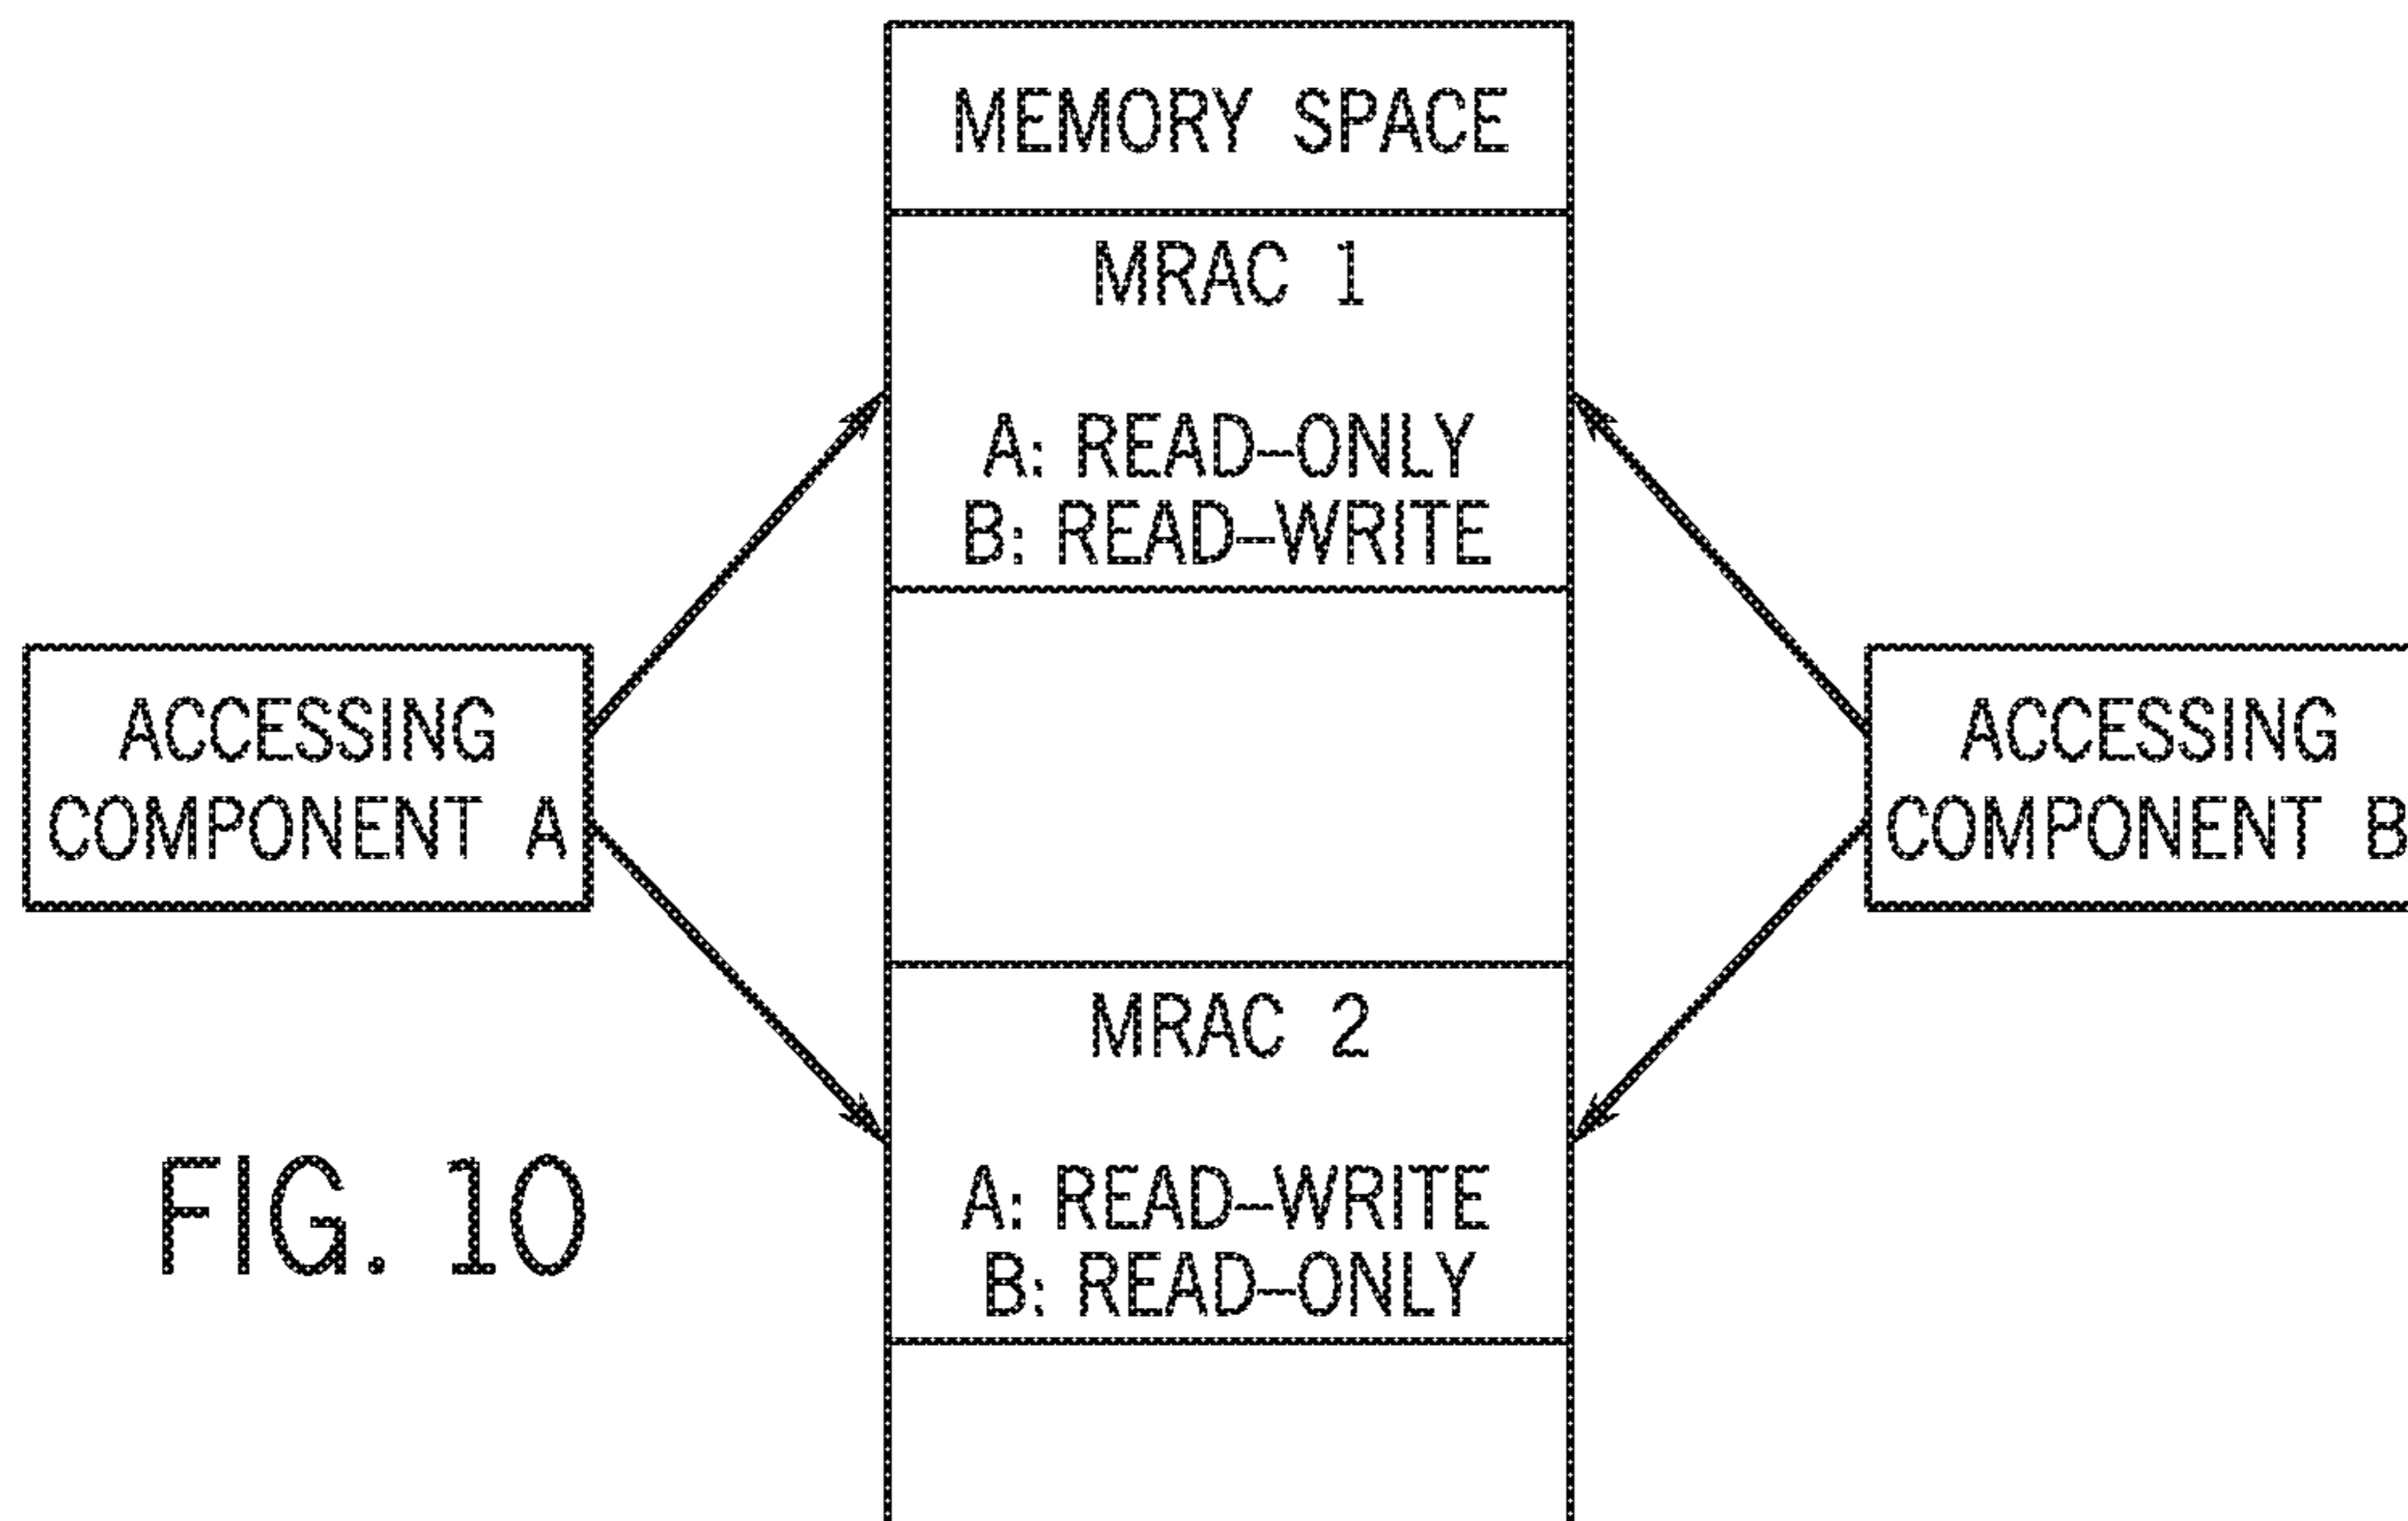 MEMORY SPACE
MRAC 1
A: READ-ONLY
B: READ-WRITE
ACCESSING
COMPONENT A
ACCESSING
COMPONENT B
MRAC 2
A: READ-WRITE
B: READ-ONLY
FIG. 10